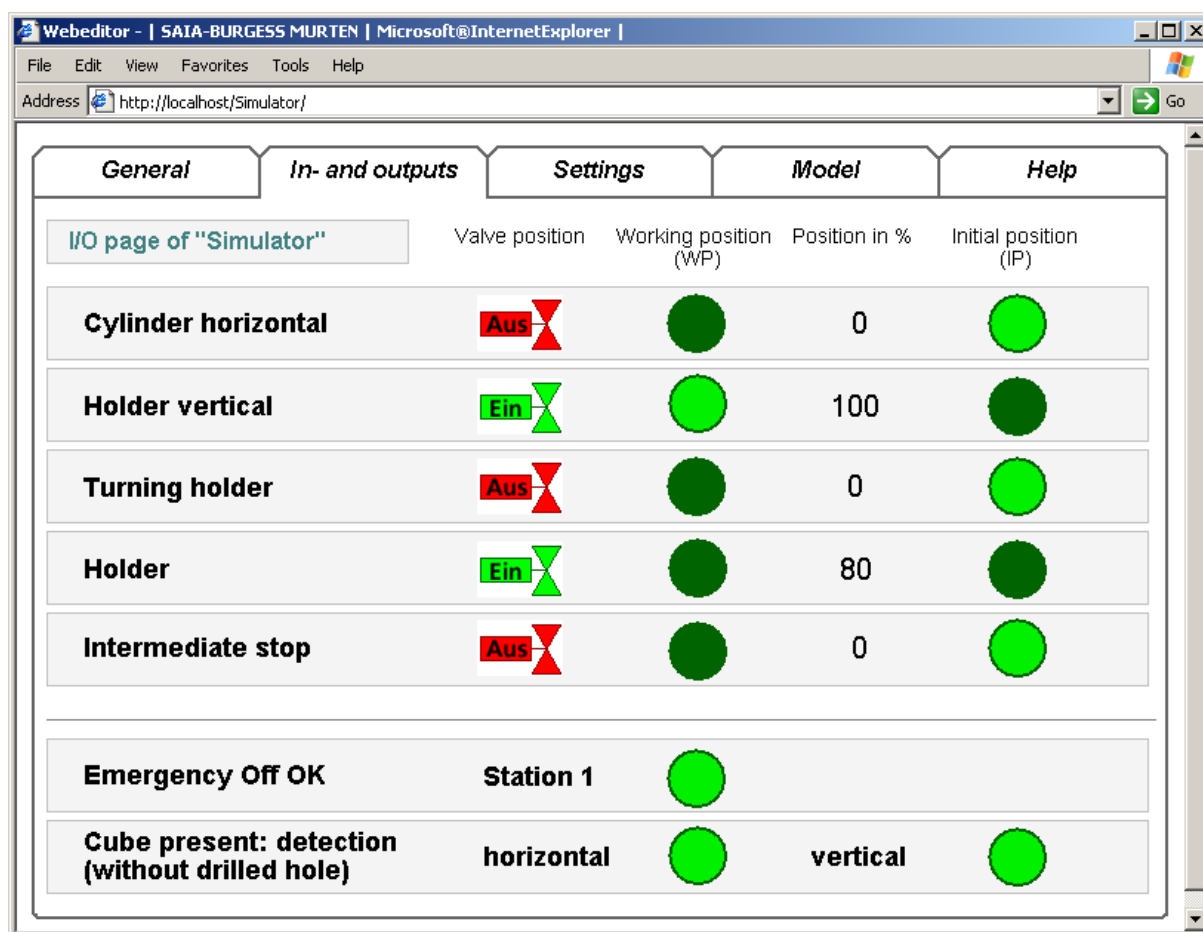 Webeditor - | SAIA-BURGESS MURTEN | Microsoft®InternetExplorer |
File Edit View Favorites Tools Help
Address http://localhost/Simulator/ Go
General In- and outputs Settings Model Help
I/O page of "Simulator" Valve position Working position (WP) Position in % Initial position (IP)
Cylinder horizontal Aus 0
Holder vertical Ein 100
Turning holder Aus 0
Holder Ein 80
Intermediate stop Aus 0
Emergency Off OK Station 1
Cube present: detection
(without drilled hole) horizontal vertical